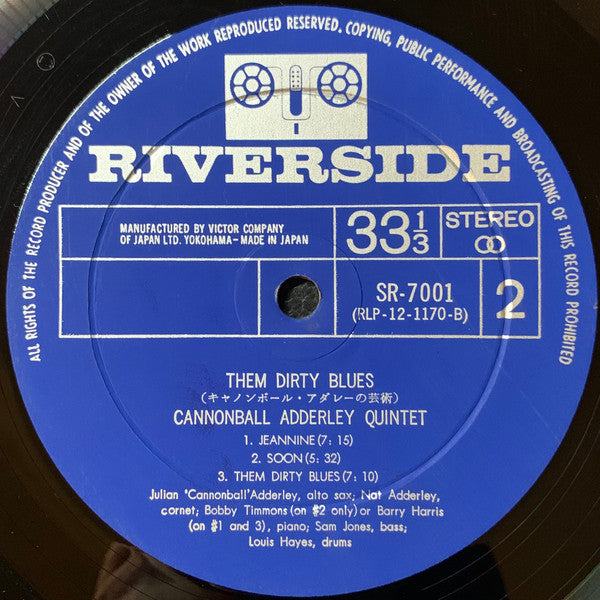 ALL RIGHTS OF THE RECORD PRODUCER AND OF THE OWNER OF THE WORK REPRODUCED RESERVED, COPYING, PUBLIC PERFORMANCE AND BROADCASTING OF THIS RECORD PROHIBITED
RIVERSIDE
MANUFACTURED BY VICTOR COMPANY
OF JAPAN LTD. YOKOHAMA-MADE IN JAPAN
33 1/3
STEREO
SR-7001
(RLP-12-1170-B)
2
THEM DIRTY BLUES
(キャノンボール・アダレーの芸術)
CANNONBALL ADDERLEY QUINTET
1. JEANNINE(7: 15)
2. SOON(5: 32)
3. THEM DIRTY BLUES(7: 10)
Julian 'Cannonball' Adderley, alto sax; Nat Adderley,
cornet; Bobby Timmons(on #2 only) or Barry Harris
(on #1 and 3), piano; Sam Jones, bass;
Louis Hayes, drums